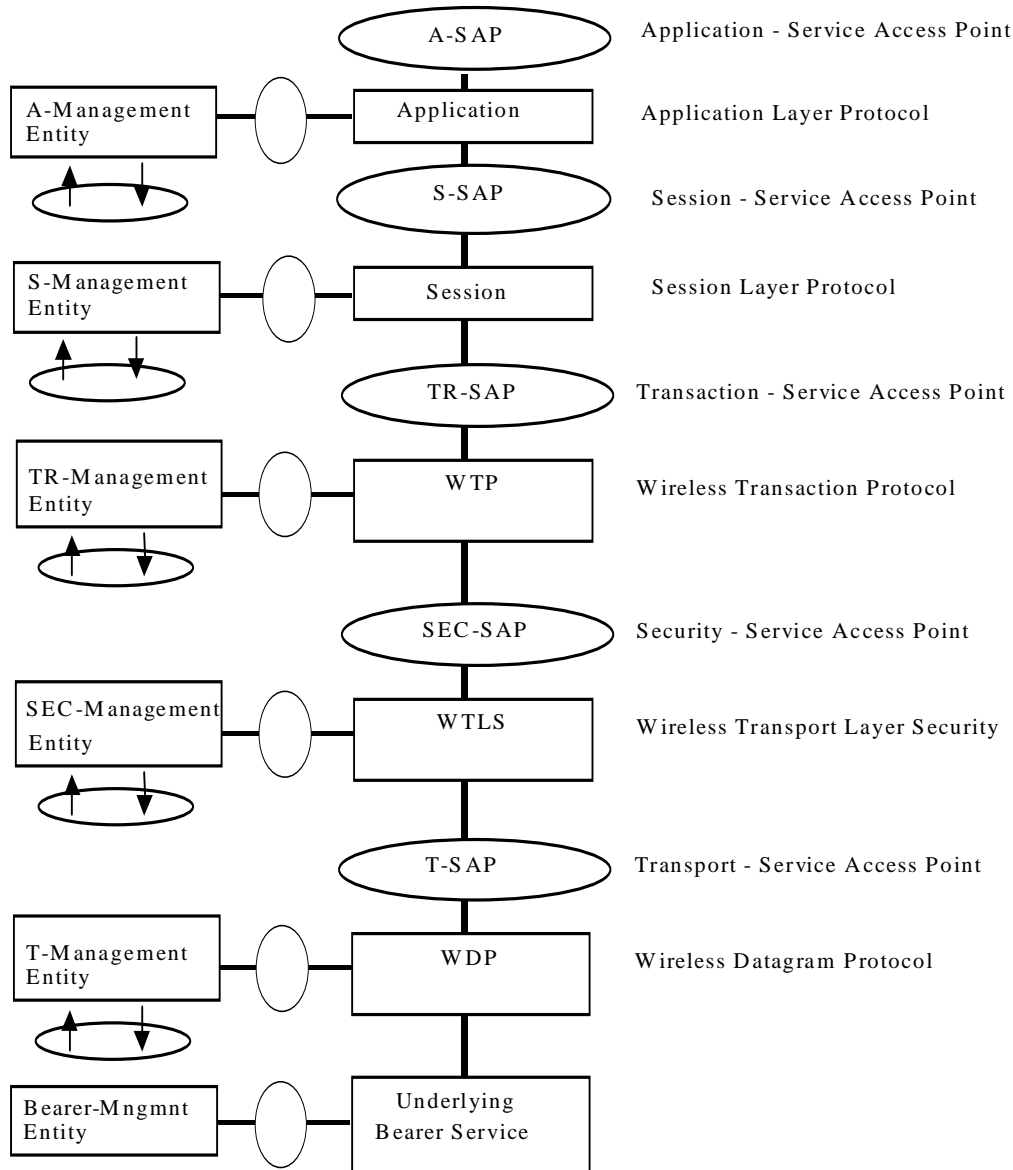 A-SAP
Application - Service Access Point
A-Management
Entity
Application
Application Layer Protocol
S-SAP
Session - Service Access Point
S-Management
Entity
Session
Session Layer Protocol
TR-SAP
Transaction - Service Access Point
TR-Management
Entity
WTP
Wireless Transaction Protocol
SEC-SAP
Security - Service Access Point
SEC-Management
Entity
WTLS
Wireless Transport Layer Security
T-SAP
Transport - Service Access Point
T-Management
Entity
WDP
Wireless Datagram Protocol
Bearer-Mngmnt
Entity
Underlying
Bearer Service